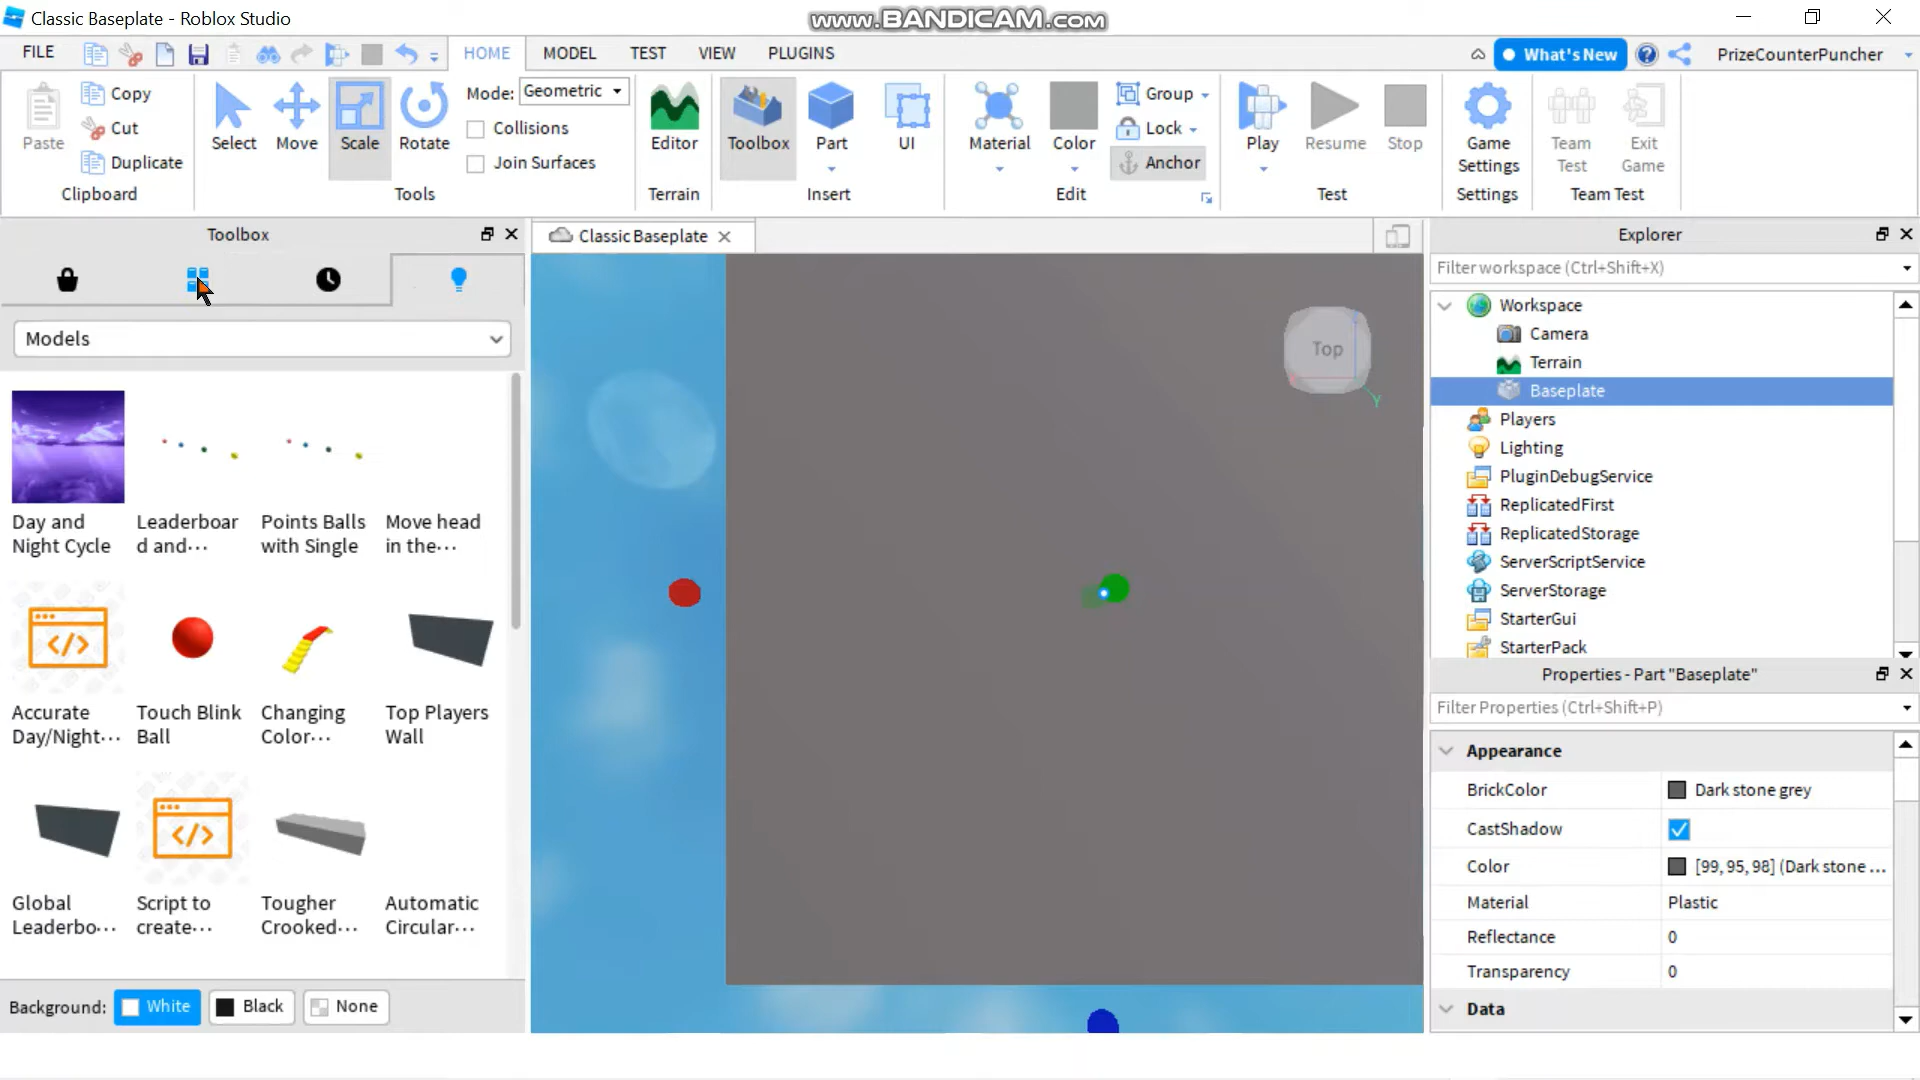 Classic Baseplate - Roblox Studio
www.BANDICAM.com
FILE
HOME
MODEL
TEST
VIEW
PLUGINS
What's New
PrizeCounterPuncher
Paste
Copy
Cut
Duplicate
Clipboard
Select
Move
Scale
Rotate
Mode:
Geometric
Collisions
Join Surfaces
Tools
Editor
Terrain
Toolbox
Part
UI
Insert
Material
Color
Group
Lock
Anchor
Edit
Play
Resume
Stop
Test
Game
Settings
Settings
Team
Test
Exit
Game
Team Test
Toolbox
Models
Day and
Night Cycle
Leaderboar
d and···
Points Balls
with Single
Move head
in the···
Accurate
Day/Night···
Touch Blink
Ball
Changing
Color···
Top Players
Wall
Global
Leaderbo···
Script to
create···
Tougher
Crooked···
Automatic
Circular···
Background:
White
Black
None
Classic Baseplate
Top
Y
Explorer
Filter workspace (Ctrl+Shift+X)
Workspace
Camera
Terrain
Baseplate
Players
Lighting
PluginDebugService
ReplicatedFirst
ReplicatedStorage
ServerScriptService
ServerStorage
StarterGui
StarterPack
Properties - Part "Baseplate"
Filter Properties (Ctrl+Shift+P)
Appearance
BrickColor
Dark stone grey
CastShadow
Color
[99, 95, 98] (Dark stone ...
Material
Plastic
Reflectance
0
Transparency
0
Data